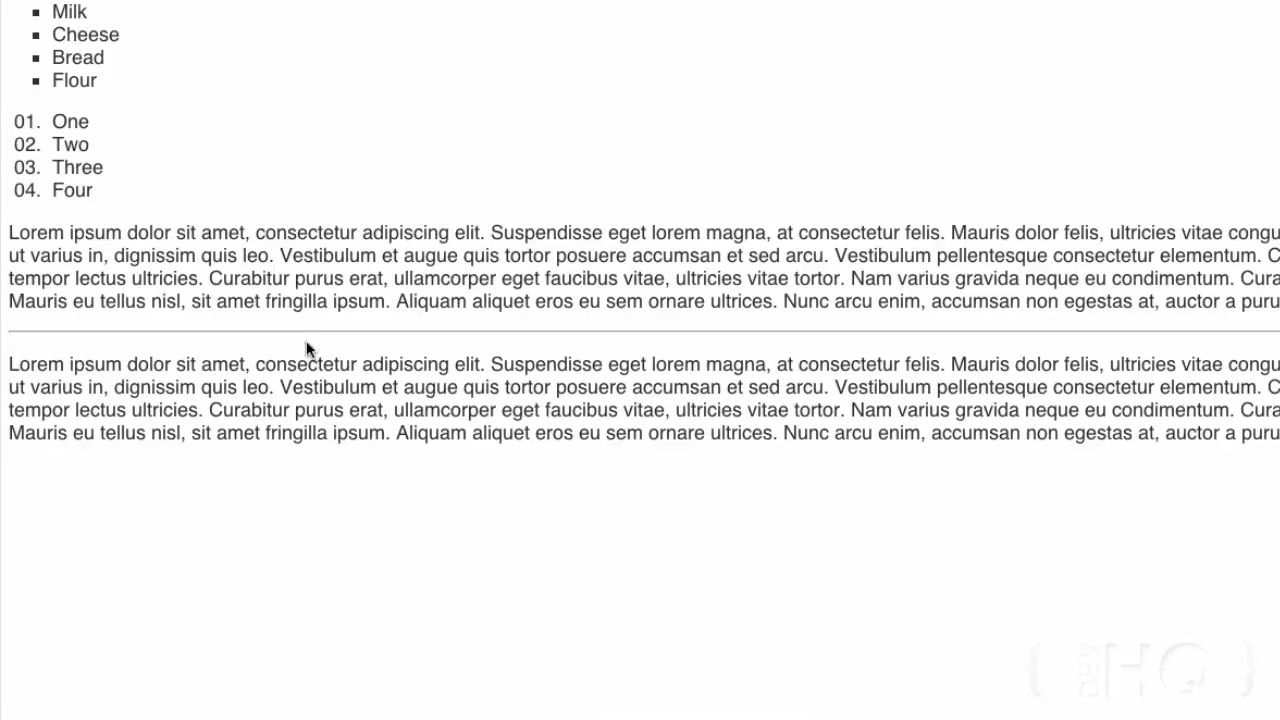 Milk
Cheese
Bread
Flour
01. One
02. Two
03. Three
04. Four
Lorem ipsum dolor sit amet, consectetur adipiscing elit. Suspendisse eget lorem magna, at consectetur felis. Mauris dolor felis, ultricies vitae congu
ut varius in, dignissim quis leo. Vestibulum et augue quis tortor posuere accumsan et sed arcu. Vestibulum pellentesque consectetur elementum. C
tempor lectus ultricies. Curabitur purus erat, ullamcorper eget faucibus vitae, ultricies vitae tortor. Nam varius gravida neque eu condimentum. Cura
Mauris eu tellus nisl, sit amet fringilla ipsum. Aliquam aliquet eros eu sem ornare ultrices. Nunc arcu enim, accumsan non egestas at, auctor a puru
Lorem ipsum dolor sit amet, consectetur adipiscing elit. Suspendisse eget lorem magna, at consectetur felis. Mauris dolor felis, ultricies vitae congu
ut varius in, dignissim quis leo. Vestibulum et augue quis tortor posuere accumsan et sed arcu. Vestibulum pellentesque consectetur elementum. C
tempor lectus ultricies. Curabitur purus erat, ullamcorper eget faucibus vitae, ultricies vitae tortor. Nam varius gravida neque eu condimentum. Cura
Mauris eu tellus nisl, sit amet fringilla ipsum. Aliquam aliquet eros eu sem ornare ultrices. Nunc arcu enim, accumsan non egestas at, auctor a puru
{ DEV HQ }